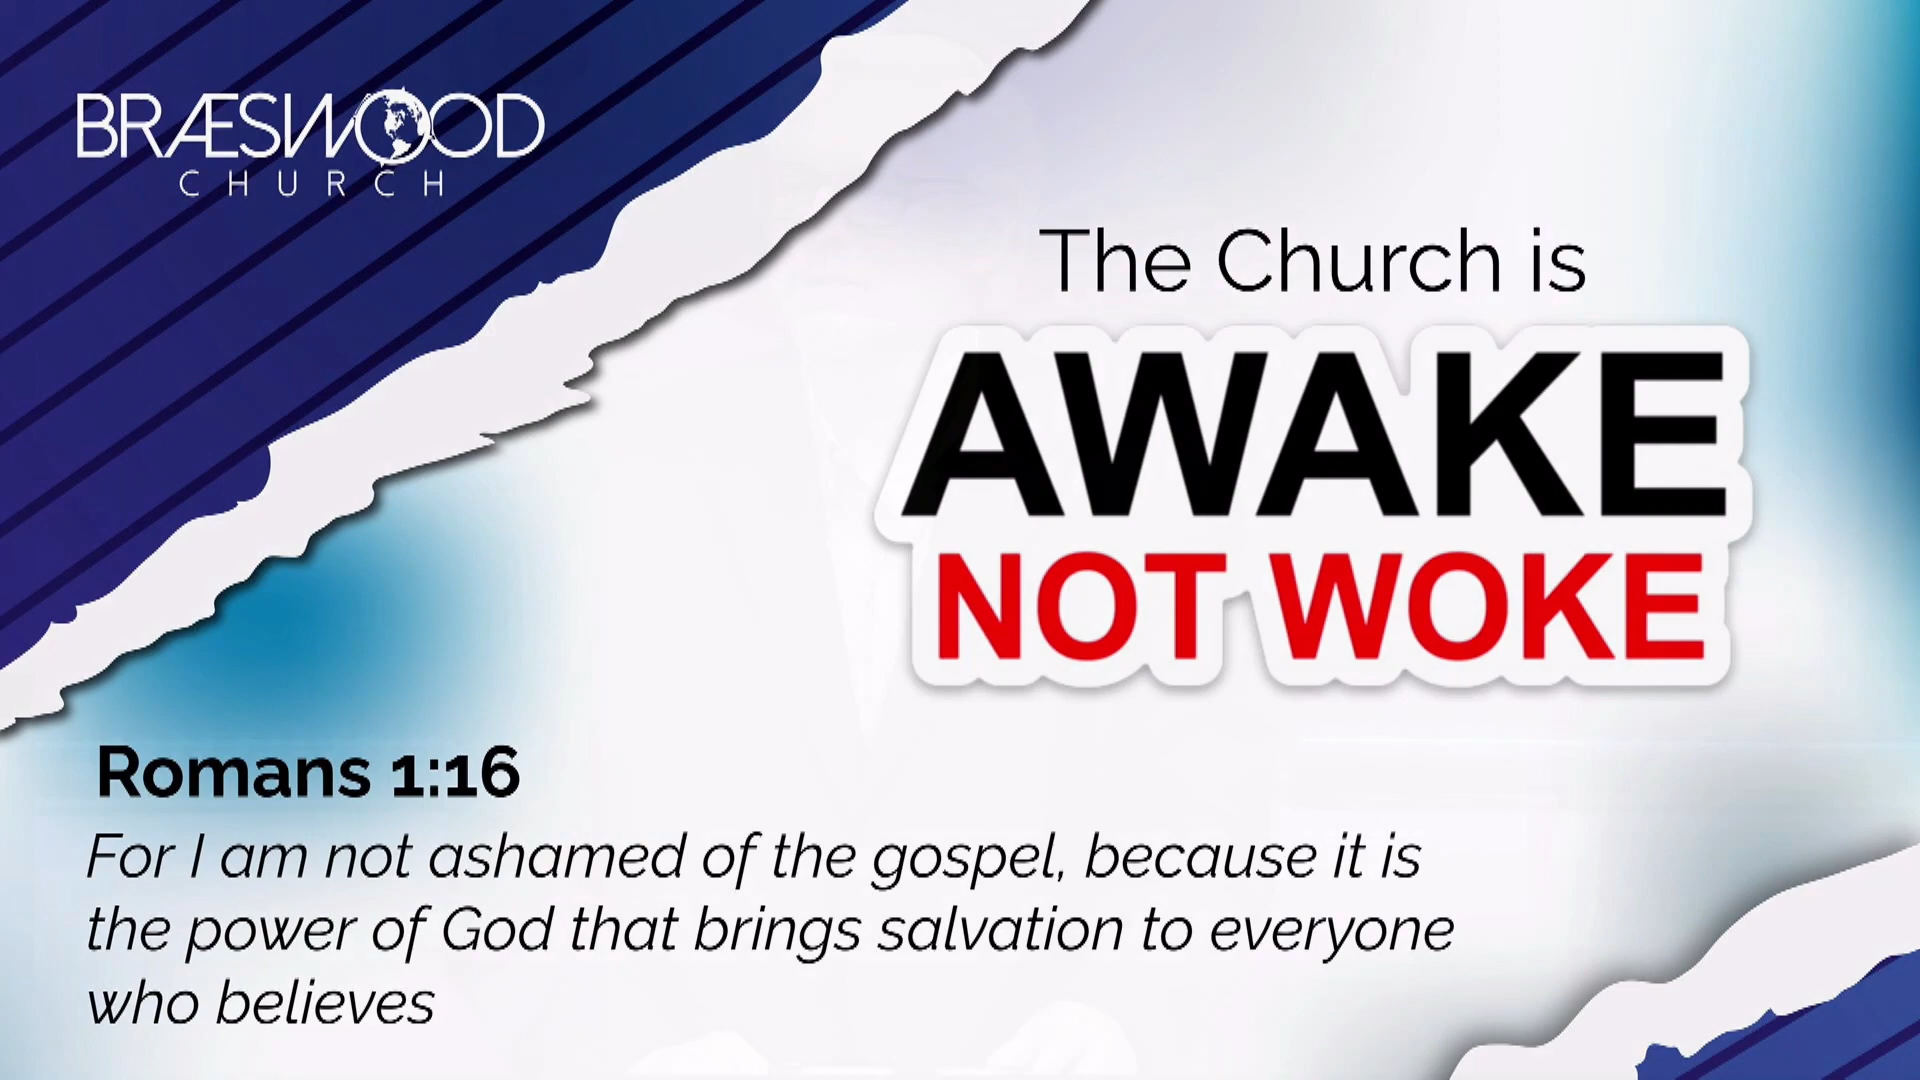 BRÆSWOOD
CHURCH
The Church is
AWAKE
NOT WOKE
Romans 1:16
For I am not ashamed of the gospel, because it is
the power of God that brings salvation to everyone
who believes